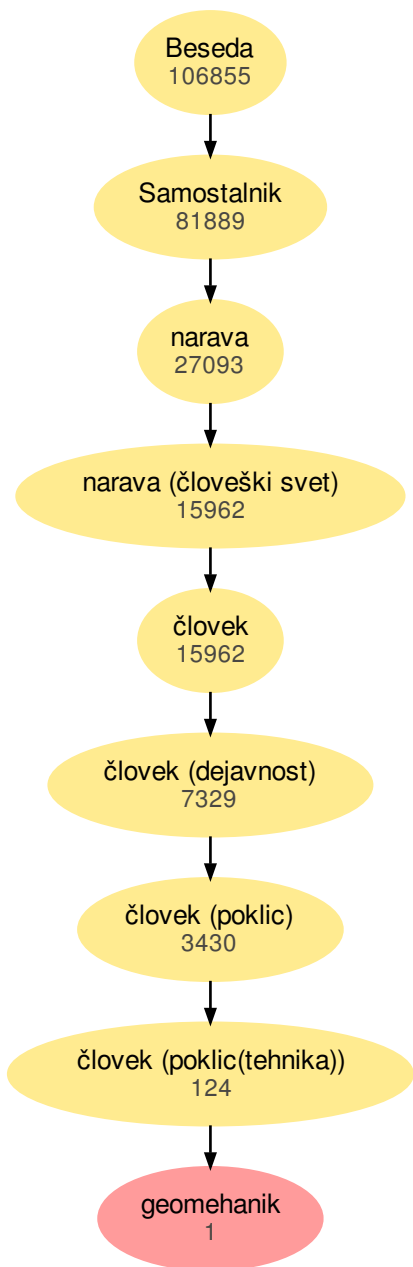 Beseda
106855
Samostalnik
81889
narava
27093
narava (človeški svet)
15962
človek
15962
človek (dejavnost)
7329
človek (poklic)
3430
človek (poklic(tehnika))
124
geomehanik
1